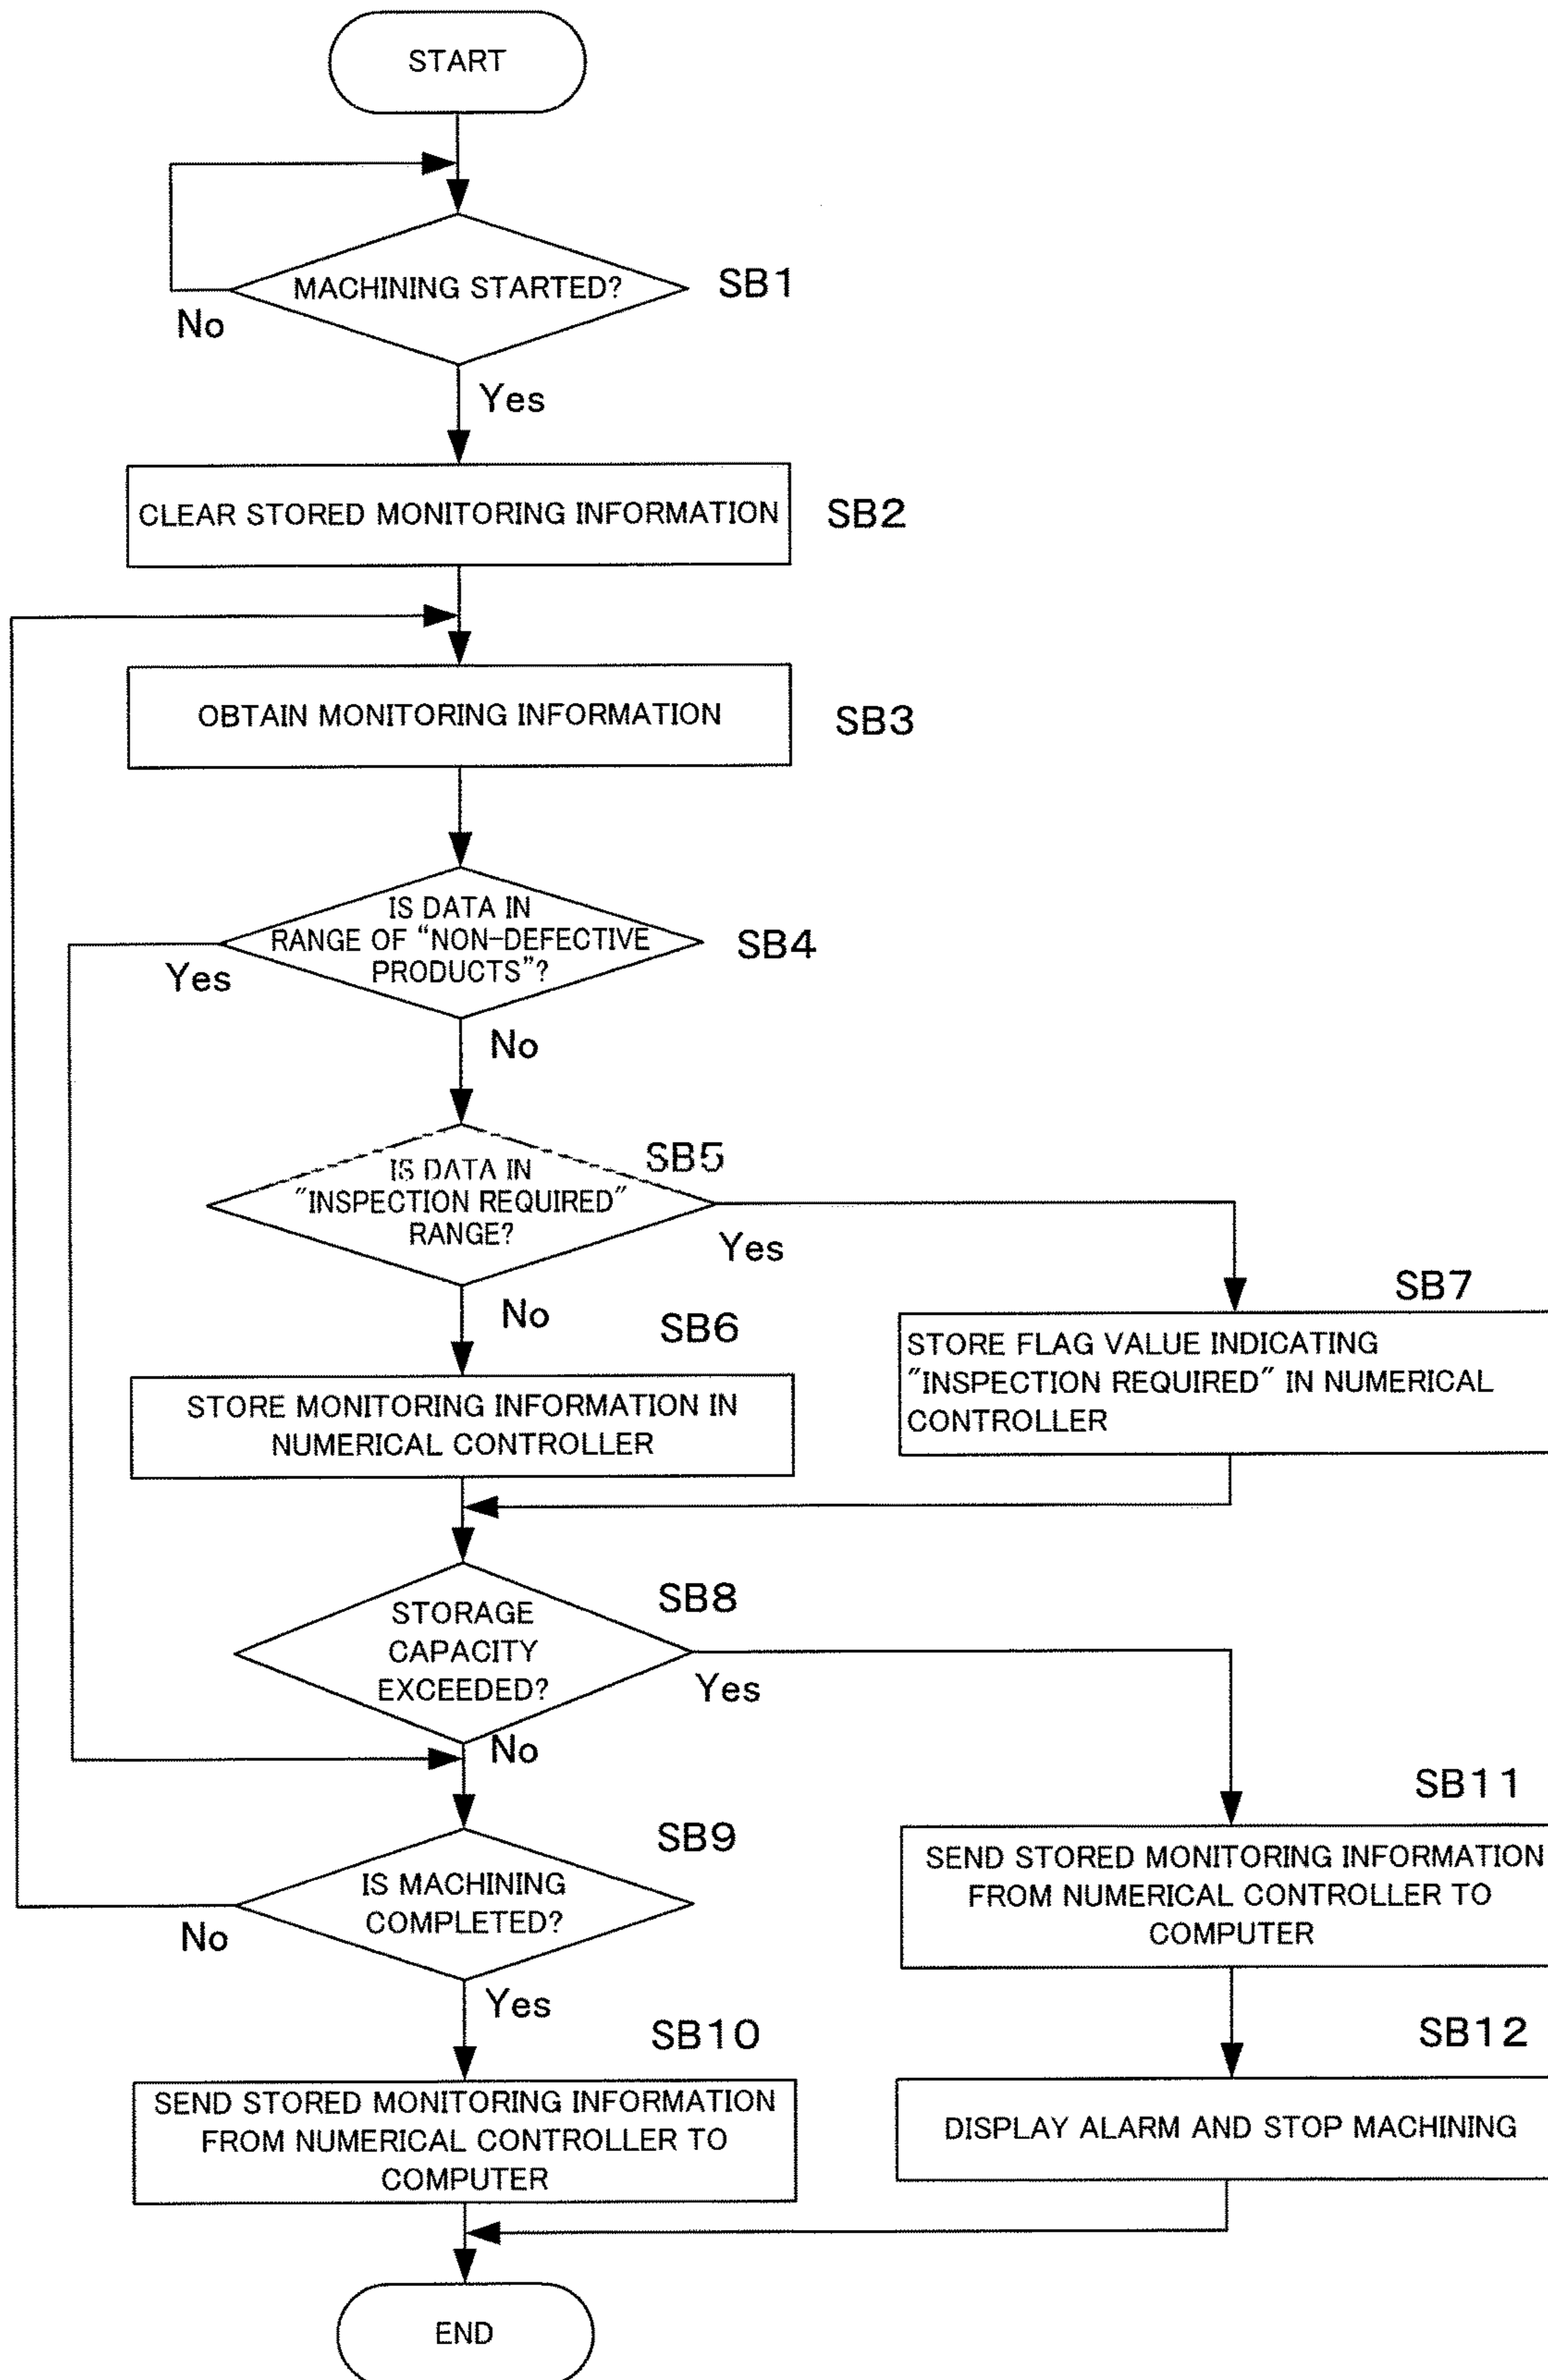 START
MACHINING STARTED?
SB1
No
Yes
CLEAR STORED MONITORING INFORMATION
SB2
OBTAIN MONITORING INFORMATION
SB3
IS DATA IN
RANGE OF “NON-DEFECTIVE
PRODUCTS”?
SB4
Yes
No
IS DATA IN
"INSPECTION REQUIRED"
RANGE?
SB5
Yes
No
SB6
STORE MONITORING INFORMATION IN
NUMERICAL CONTROLLER
SB7
STORE FLAG VALUE INDICATING
"INSPECTION REQUIRED" IN NUMERICAL
CONTROLLER
STORAGE
CAPACITY
EXCEEDED?
SB8
Yes
No
SB9
IS MACHINING
COMPLETED?
No
Yes
SB11
SEND STORED MONITORING INFORMATION
FROM NUMERICAL CONTROLLER TO
COMPUTER
SB10
SEND STORED MONITORING INFORMATION
FROM NUMERICAL CONTROLLER TO
COMPUTER
SB12
DISPLAY ALARM AND STOP MACHINING
END